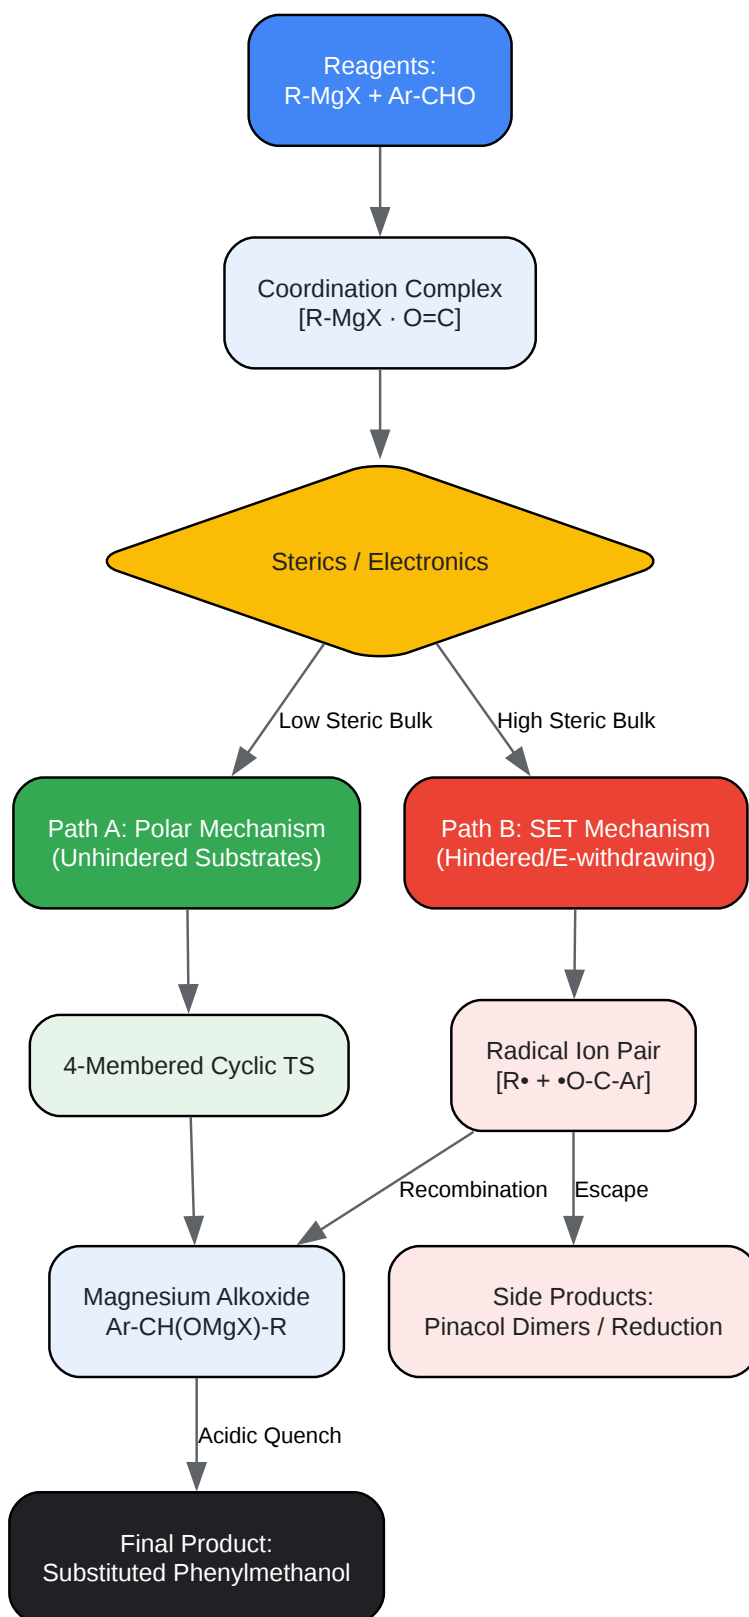 Reagents:
R-MgX + Ar-CHO
Coordination Complex
[R-MgX · O=C]
Sterics / Electronics
Low Steric Bulk
High Steric Bulk
Path A: Polar Mechanism
(Unhindered Substrates)
Path B: SET Mechanism
(Hindered/E-withdrawing)
4-Membered Cyclic TS
Radical Ion Pair
[R• + •O-C-Ar]
Recombination
Escape
Magnesium Alkoxide
Ar-CH(OMgX)-R
Side Products:
Pinacol Dimers / Reduction
Acidic Quench
Final Product:
Substituted Phenylmethanol